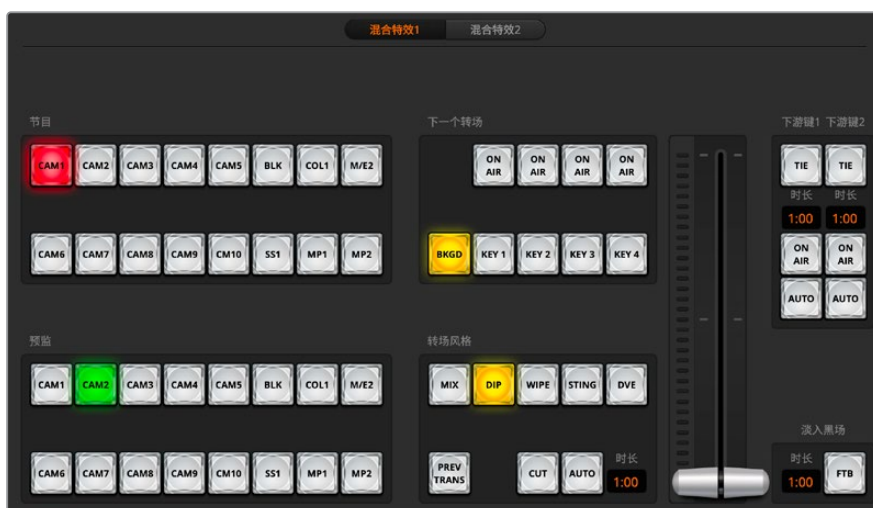 混合特效1 混合特效2
节目
CAM1 CAM2 CAM3 CAM4 CAM5 BLK COL1 M/E2
CAM6 CAM7 CAM8 CAM9 CM10 SS1 MP1 MP2
下一个转场
ON AIR ON AIR ON AIR ON AIR
BKGD KEY 1 KEY 2 KEY 3 KEY 4
下游键1 下游键2
TIE TIE
时长 时长
1:00 1:00
ON AIR ON AIR
AUTO AUTO
预监
CAM1 CAM2 CAM3 CAM4 CAM5 BLK COL1 M/E2
CAM6 CAM7 CAM8 CAM9 CM10 SS1 MP1 MP2
转场风格
MIX DIP WIPE STING DVE
时长
PREV TRANS CUT AUTO 1:00
淡入黑场
时长
1:00 FTB